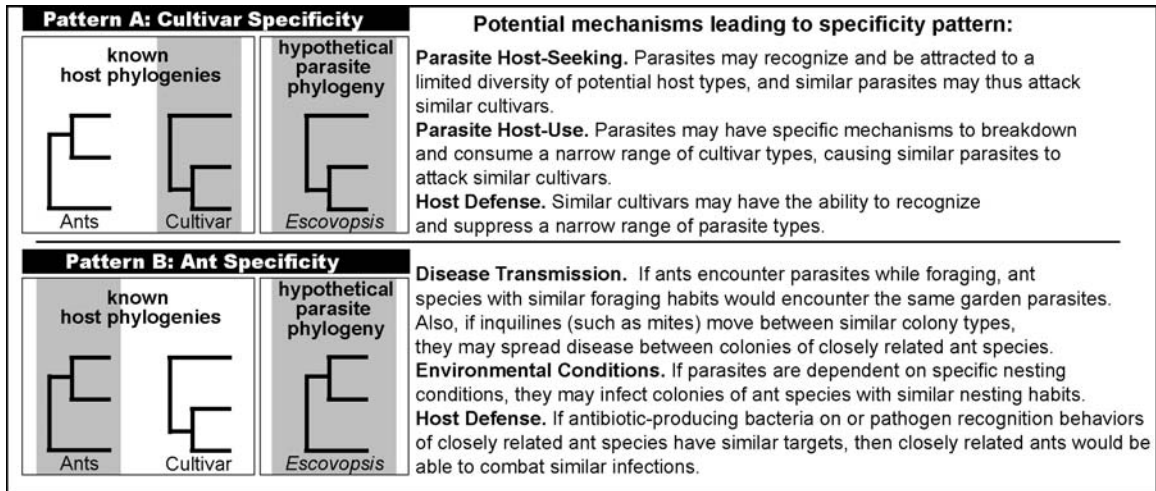 Pattern A: Cultivar Specificity
known
host phylogenies
hypothetical
parasite
phylogeny
Ants
Cultivar
Escovopsis
Potential mechanisms leading to specificity pattern:
Parasite Host-Seeking. Parasites may recognize and be attracted to a
limited diversity of potential host types, and similar parasites may thus attack
similar cultivars.
Parasite Host-Use. Parasites may have specific mechanisms to breakdown
and consume a narrow range of cultivar types, causing similar parasites to
attack similar cultivars.
Host Defense. Similar cultivars may have the ability to recognize
and suppress a narrow range of parasite types.
Pattern B: Ant Specificity
known
host phylogenies
hypothetical
parasite
phylogeny
Ants
Cultivar
Escovopsis
Disease Transmission. If ants encounter parasites while foraging, ant
species with similar foraging habits would encounter the same garden parasites.
Also, if inquilines (such as mites) move between similar colony types,
they may spread disease between colonies of closely related ant species.
Environmental Conditions. If parasites are dependent on specific nesting
conditions, they may infect colonies of ant species with similar nesting habits.
Host Defense. If antibiotic-producing bacteria on or pathogen recognition behaviors
of closely related ant species have similar targets, then closely related ants would be
able to combat similar infections.